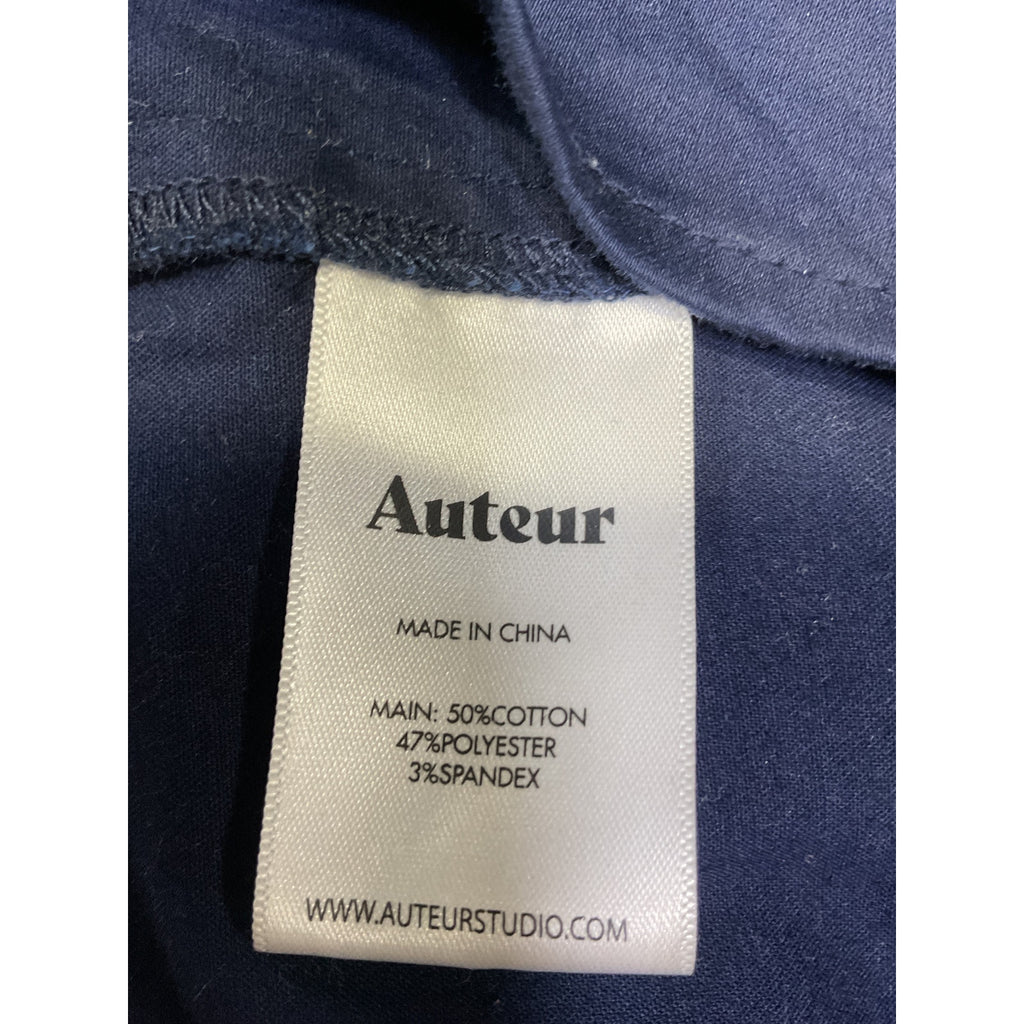 Auteur
MADE IN CHINA
MAIN: 50%COTTON
47%POLYESTER
3%SPANDEX
WWW.AUTEURSTUDIO.COM